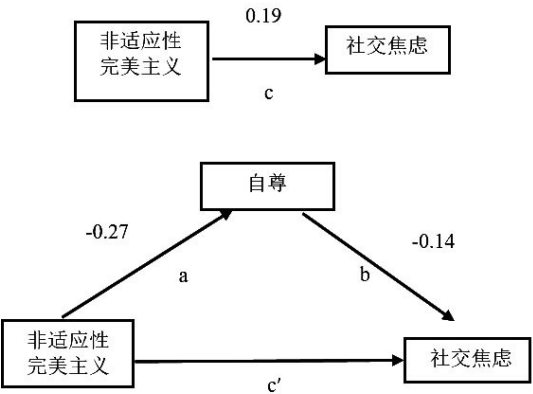 0.19
非适应性
完美主义
社交焦虑
c
自尊
-0.27
-0.14
a
b
非适应性
完美主义
社交焦虑
c′